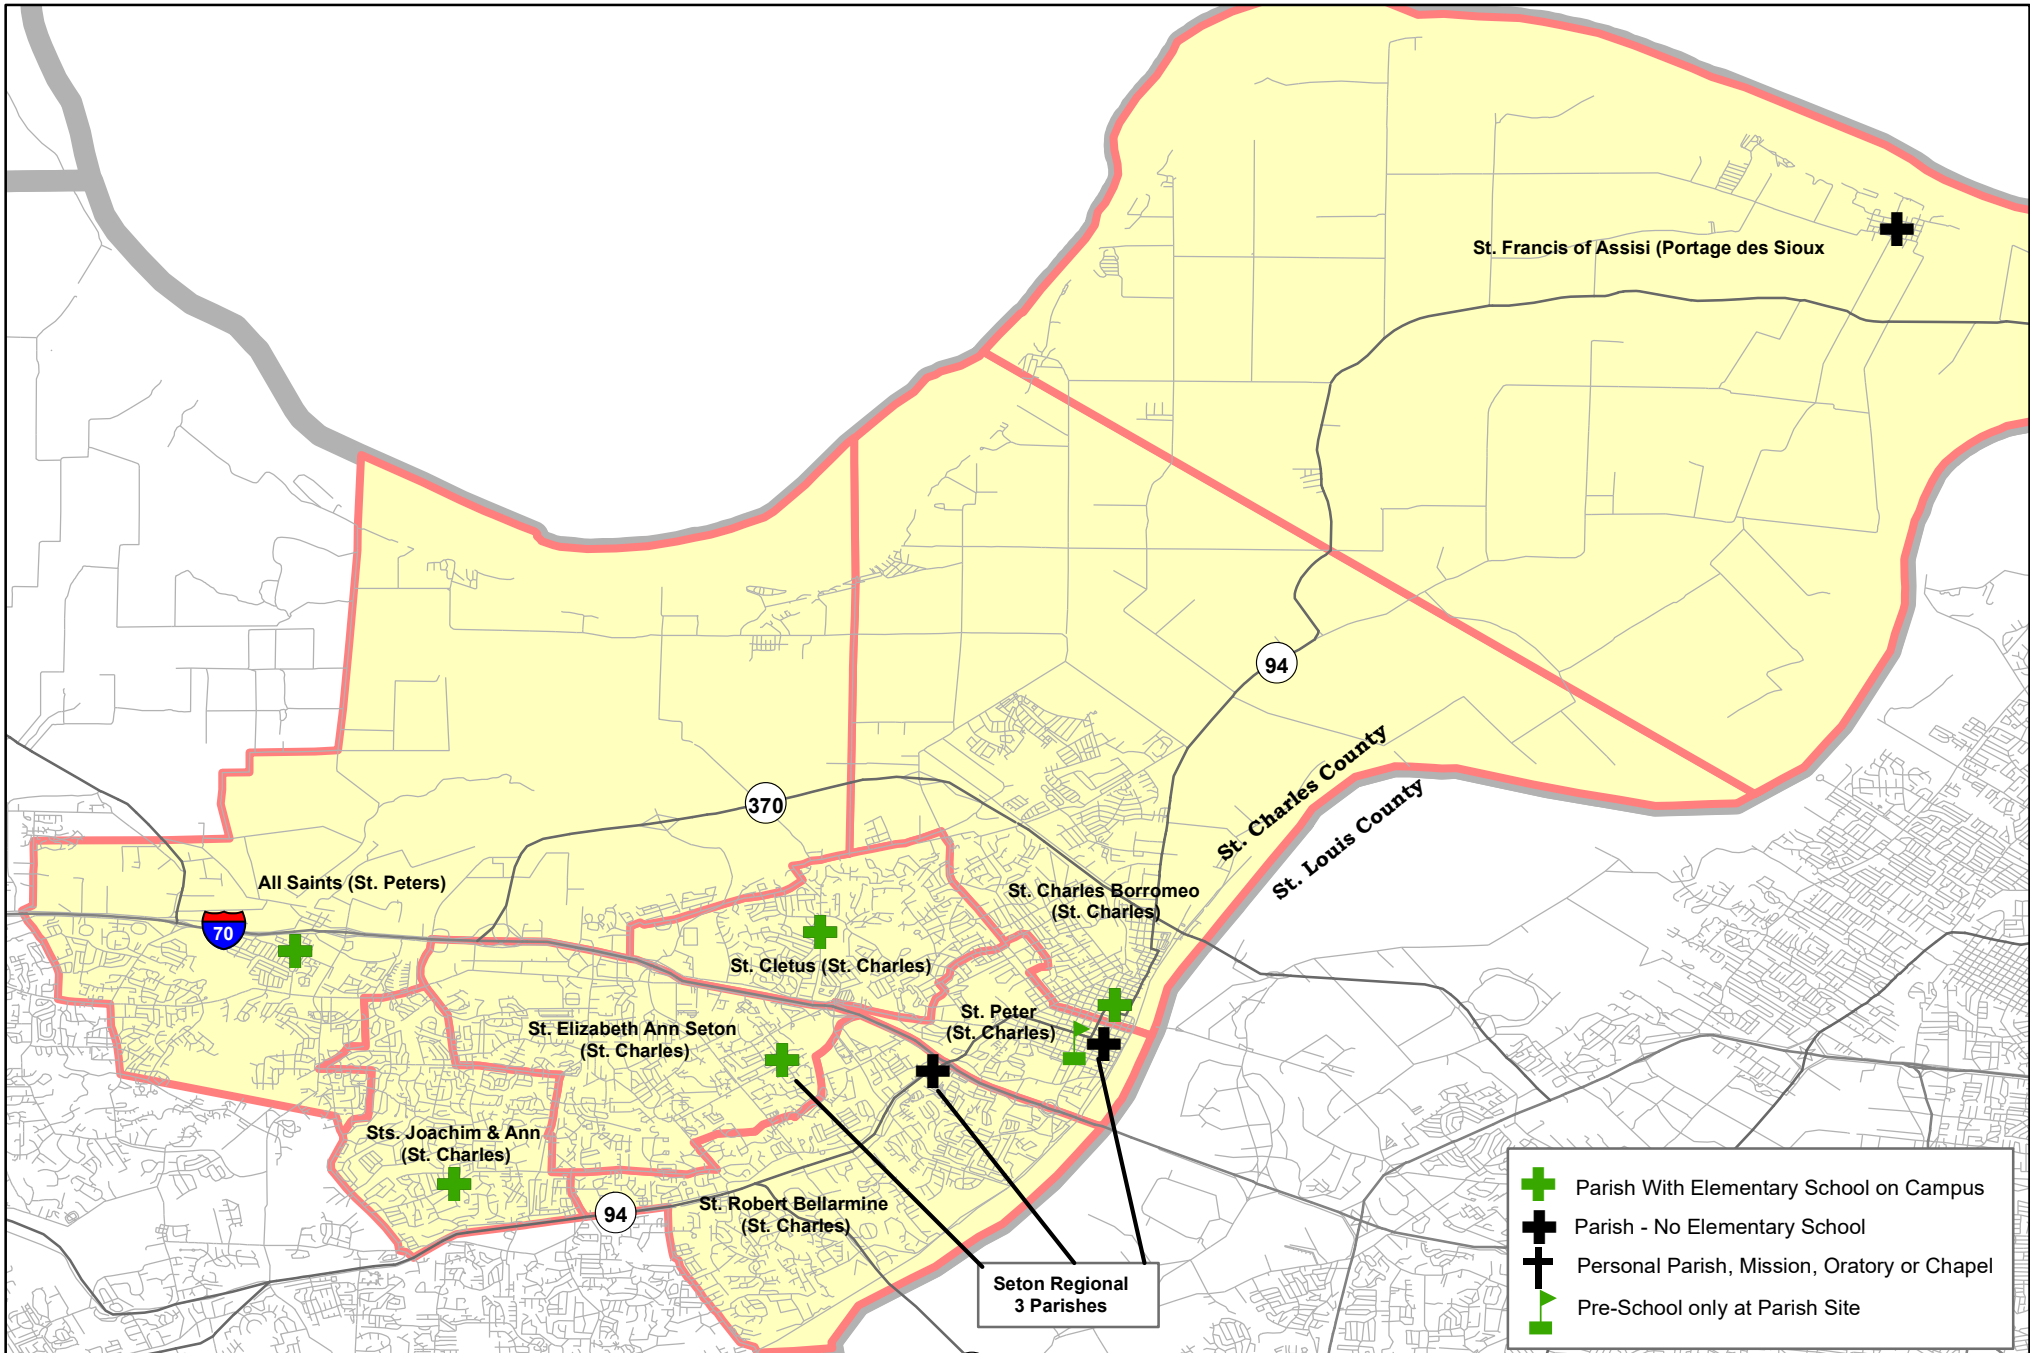 St. Francis of Assisi (Portage des Sioux
94
St. Charles County
St. Louis County
370
All Saints (St. Peters)
70
St. Charles Borromeo
(St. Charles)
St. Cletus (St. Charles)
St. Peter
(St. Charles)
St. Elizabeth Ann Seton
(St. Charles)
Sts. Joachim & Ann
(St. Charles)
94
St. Robert Bellarmine
(St. Charles)
Seton Regional
3 Parishes
Parish With Elementary School on Campus
Parish - No Elementary School
Personal Parish, Mission, Oratory or Chapel
Pre-School only at Parish Site